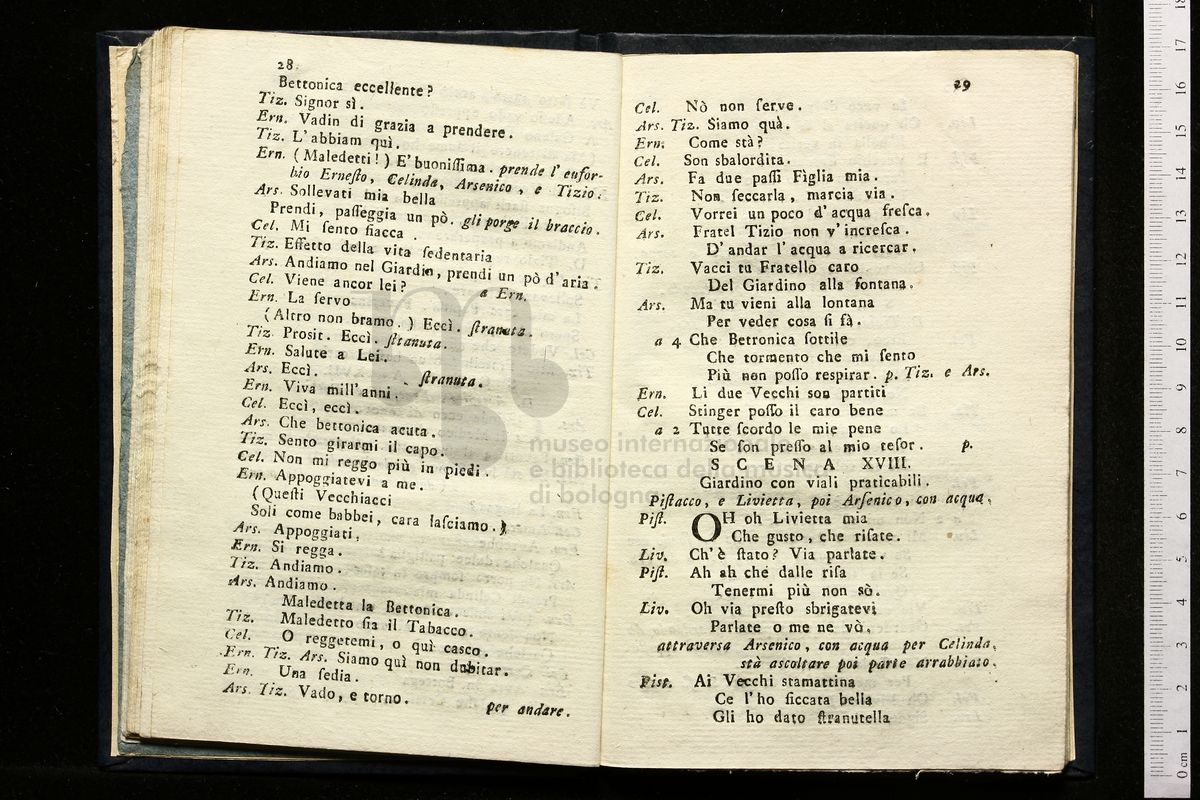 28.
Bettonica eccellente?
Tiz. Signor sì.
Ern. Vadin di grazia a prendere.
Tiz. L'abbiam quì.
Ern. (Maledetti!) E' buoniſſima. prende l' eufor-
bio Erneſto, Celinda, Arsenico, e Tizio.
Ars. Sollevati mia bella
Prendi, paſſeggia un pò. gli porge il braccio.
Cel. Mi ſento fiacca
Tiz. Effetto della vita ſedentaria
Ars. Andiamo nel Giardin, prendi un pò d'aria.
Cel. Viene ancor lei? a Ern.
Ern. La ſervo
(Altro non bramo.) Eccì. ſtranuta.
Tiz. Prosit. Eccì. ſtranuta.
Ern. Salute a Lei.
Ars. Eccì. ſtranuta.
Ern. Viva mill'anni.
Cel. Eccì, eccì.
Ars. Che bettonica acuta.
Tiz. Sento girarmi il capo.
Cel. Non mi reggo più in piedi.
Ern. Appoggiatevi a me.
(Queſti Vecchiacci
Soli come babbei, cara laſciamo.)
Ars. Appoggiati,
Ern. Si regga.
Tiz. Andiamo.
Ars. Andiamo.
Maledetta la Bettonica.
Tiz. Maledetto ſia il Tabacco.
Cel. O reggetemi, o quì casco.
Ern. Tiz. Ars. Siamo quì non dubitar.
Ern. Una ſedia.
Ars. Tiz. Vado, e torno. per andare.
29
Cel. Nò non ſerve.
Ars. Tiz. Siamo quà.
Ern. Come stà?
Cel. Son sbalordita.
Ars. Fa due paſſi Fìglia mia.
Tiz. Non ſeccarla, marcia via.
Cel. Vorrei un poco d'acqua freſca.
Ars. Fratel Tizio non v'increſca.
D'andar l'acqua a ricercar.
Tiz. Vacci tu Fratello caro
Del Giardino alla fontana.
Ars. Ma tu vieni alla lontana
Per veder cosa ſi fà.
a 4 Che Betronica ſottile
Che tormento che mi ſento
Più non poſſo respirar. p. Tiz. e Ars.
Ern. Li due Vecchi son partiti
Cel. Stinger poſſo il caro bene
a 2 Tutte ſcordo le mie pene
Se ſon preſſo al mio teſor. p.
SCENA XVIII.
Giardino con viali praticabili.
Piſtacco, e Livietta, poi Arſenico, con acqua.
Piſt. OH oh Livietta mia
Che gusto, che riſate.
Liv. Ch'è ſtato? Via parlate.
Piſt. Ah ah che dalle riſa
Tenermi più non sò.
Liv. Oh via preſto sbrigatevi
Parlate o me ne vò.
attraversa Arsenico, con acqua per Celinda,
stà ascoltare poi parte arrabbiato.
Pist. Ai Vecchi stamattina
Ce l'ho ficcata bella
Gli ho dato ſtranutella
museo internazionale
e biblioteca della musica
di bologna
0 cm 1 2 3 4 5 6 7 8 9 10 11 12 13 14 15 16 17 18